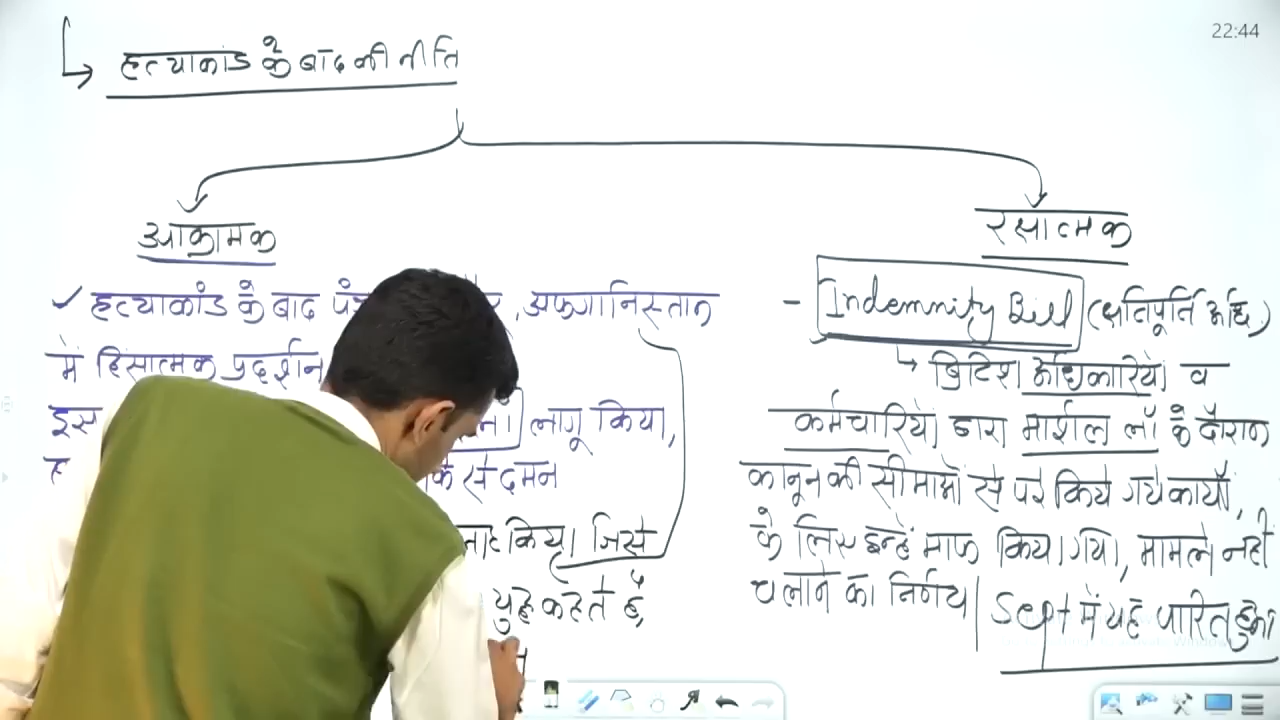 22:44
हत्याकांड के बाद की नीति
आक्रामक
रक्षात्मक
हत्याकांड के बाद , अफगानिस्तान
में हिंसात्मक प्रदर्शन
इस लागू किया,
से दमन
किया जिसे
युद्ध कहते हैं,
- Indemnity Bill (क्षतिपूर्ति अधि.)
ब्रिटिश अधिकारियों व
कर्मचारियों द्वारा मार्शल लॉ के दौरान
कानून की सीमाओं से परे किये गये कार्यों,
के लिए इन्हें माफ किया गया, मामले नहीं
चलाने का निर्णय| Sept में यह पारित हुआ